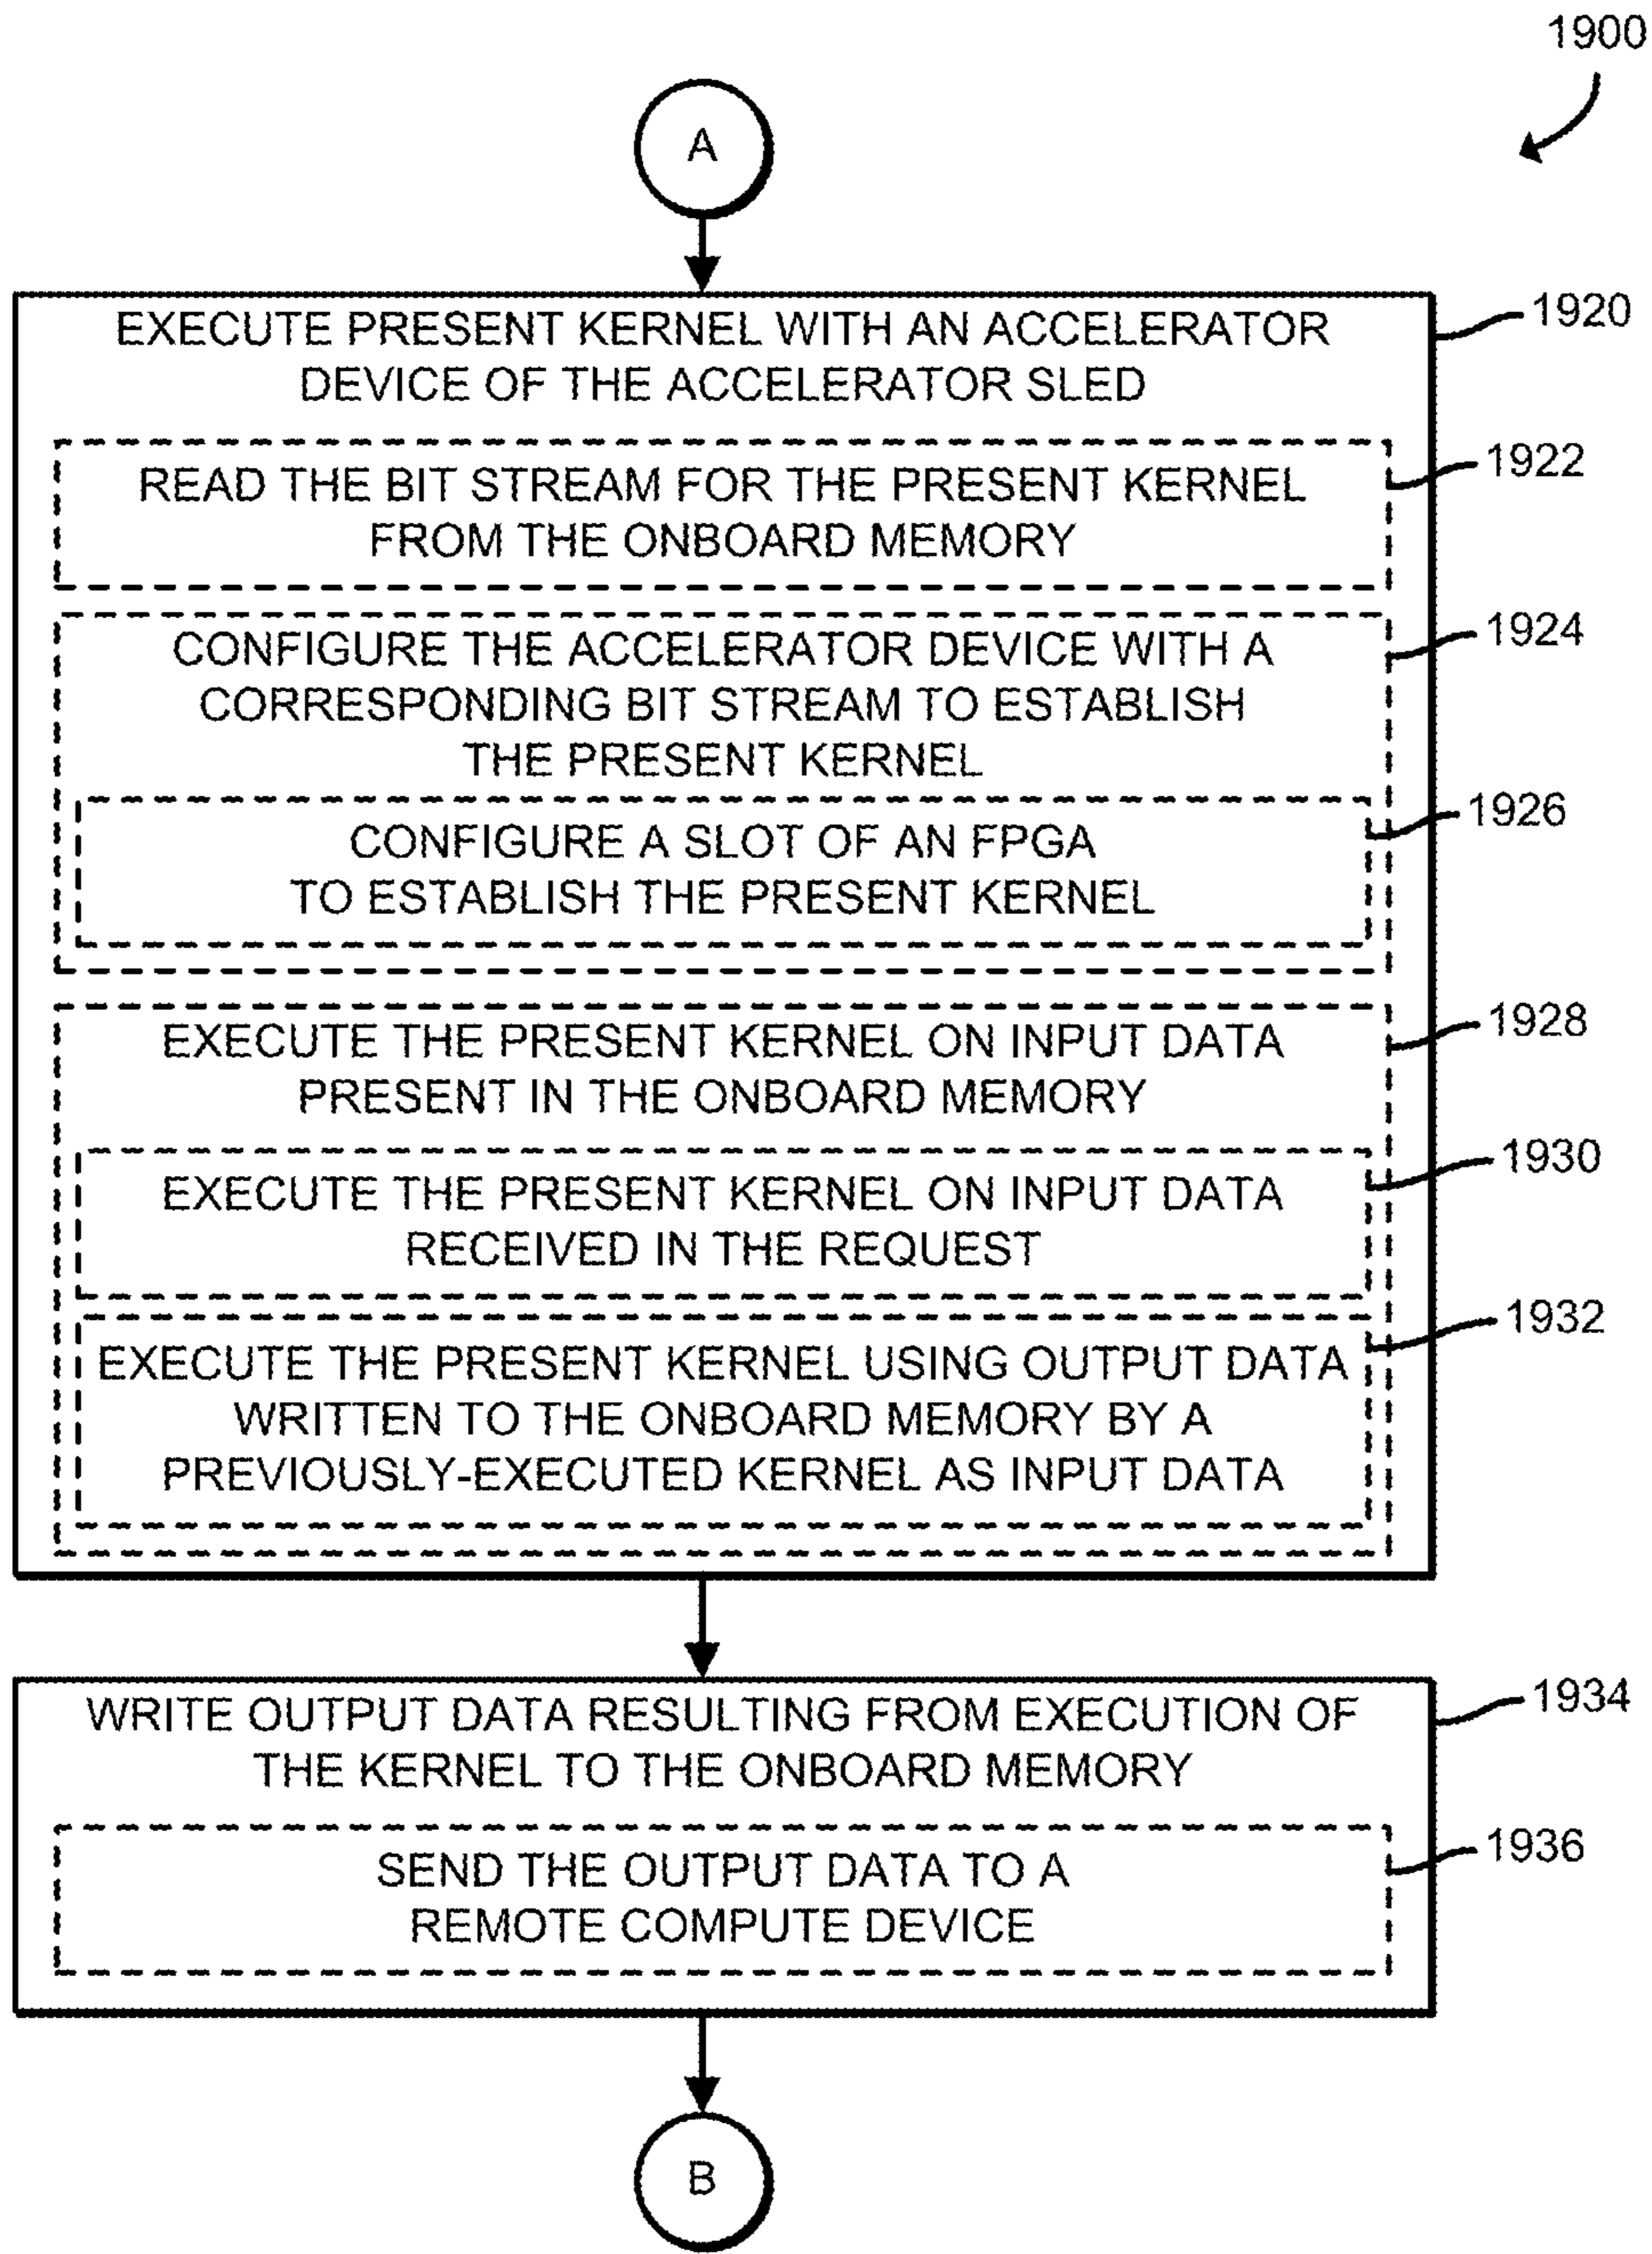 1900
A
EXECUTE PRESENT KERNEL WITH AN ACCELERATOR
DEVICE OF THE ACCELERATOR SLED
1920
READ THE BIT STREAM FOR THE PRESENT KERNEL
FROM THE ONBOARD MEMORY
1922
CONFIGURE THE ACCELERATOR DEVICE WITH A
CORRESPONDING BIT STREAM TO ESTABLISH
THE PRESENT KERNEL
1924
CONFIGURE A SLOT OF AN FPGA
TO ESTABLISH THE PRESENT KERNEL
1926
EXECUTE THE PRESENT KERNEL ON INPUT DATA
PRESENT IN THE ONBOARD MEMORY
1928
EXECUTE THE PRESENT KERNEL ON INPUT DATA
RECEIVED IN THE REQUEST
1930
EXECUTE THE PRESENT KERNEL USING OUTPUT DATA
WRITTEN TO THE ONBOARD MEMORY BY A
PREVIOUSLY-EXECUTED KERNEL AS INPUT DATA
1932
WRITE OUTPUT DATA RESULTING FROM EXECUTION OF
THE KERNEL TO THE ONBOARD MEMORY
1934
SEND THE OUTPUT DATA TO A
REMOTE COMPUTE DEVICE
1936
B